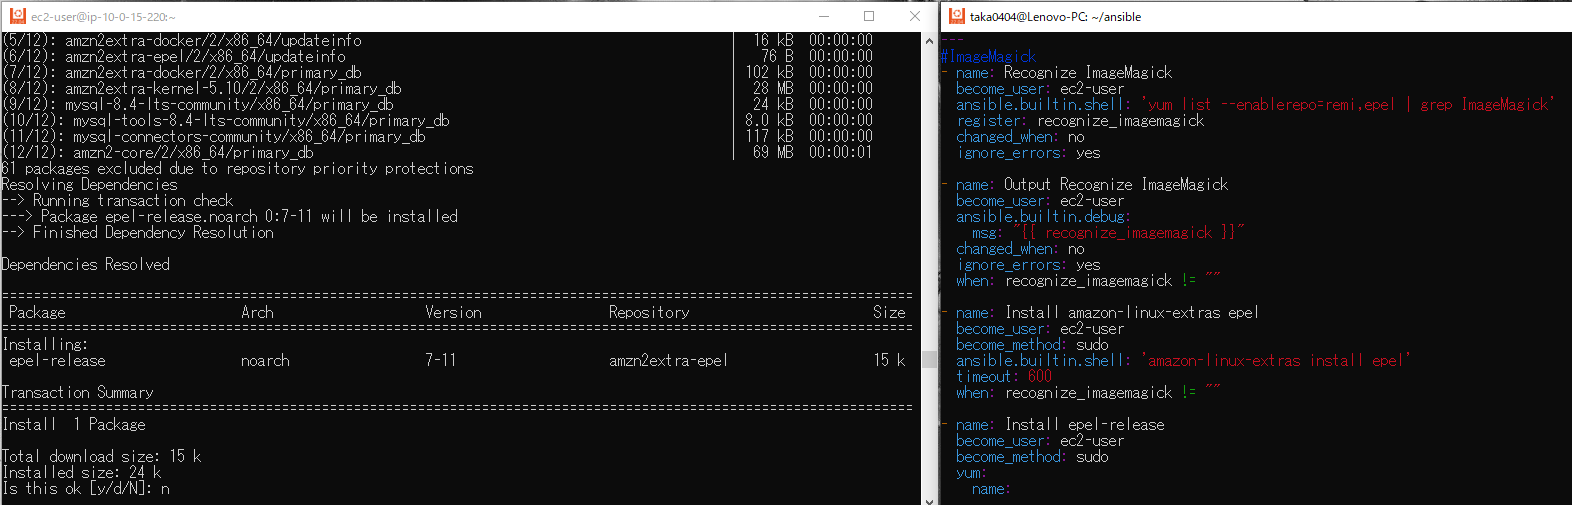 ec2-user@ip-10-0-15-220:~
(5/12): amzn2extra-docker/2/x86_64/updateinfo | 16 kB 00:00:00
(6/12): amzn2extra-epel/2/x86_64/updateinfo | 76 B 00:00:00
(7/12): amzn2extra-docker/2/x86_64/primary_db | 102 kB 00:00:00
(8/12): amzn2extra-kernel-5.10/2/x86_64/primary_db | 28 MB 00:00:00
(9/12): mysql-8.4-lts-community/x86_64/primary_db | 24 kB 00:00:00
(10/12): mysql-tools-8.4-lts-community/x86_64/primary_db | 8.0 kB 00:00:00
(11/12): mysql-connectors-community/x86_64/primary_db | 117 kB 00:00:00
(12/12): amzn2-core/2/x86_64/primary_db | 69 MB 00:00:01
61 packages excluded due to repository priority protections
Resolving Dependencies
--> Running transaction check
---> Package epel-release.noarch 0:7-11 will be installed
--> Finished Dependency Resolution
Dependencies Resolved
================================================================================
Package Arch Version Repository Size
================================================================================
Installing:
epel-release noarch 7-11 amzn2extra-epel 15 k
Transaction Summary
================================================================================
Install 1 Package
Total download size: 15 k
Installed size: 24 k
Is this ok [y/d/N]: n
taka0404@Lenovo-PC: ~/ansible
---
#ImageMagick
- name: Recognize ImageMagick
become_user: ec2-user
ansible.builtin.shell: 'yum list --enablerepo=remi,epel | grep ImageMagick'
register: recognize_imagemagick
changed_when: no
ignore_errors: yes
- name: Output Recognize ImageMagick
become_user: ec2-user
ansible.builtin.debug:
msg: "{{ recognize_imagemagick }}"
changed_when: no
ignore_errors: yes
when: recognize_imagemagick != ""
- name: Install amazon-linux-extras epel
become_user: ec2-user
become_method: sudo
ansible.builtin.shell: 'amazon-linux-extras install epel'
timeout: 600
when: recognize_imagemagick != ""
- name: Install epel-release
become_user: ec2-user
become_method: sudo
yum:
name: